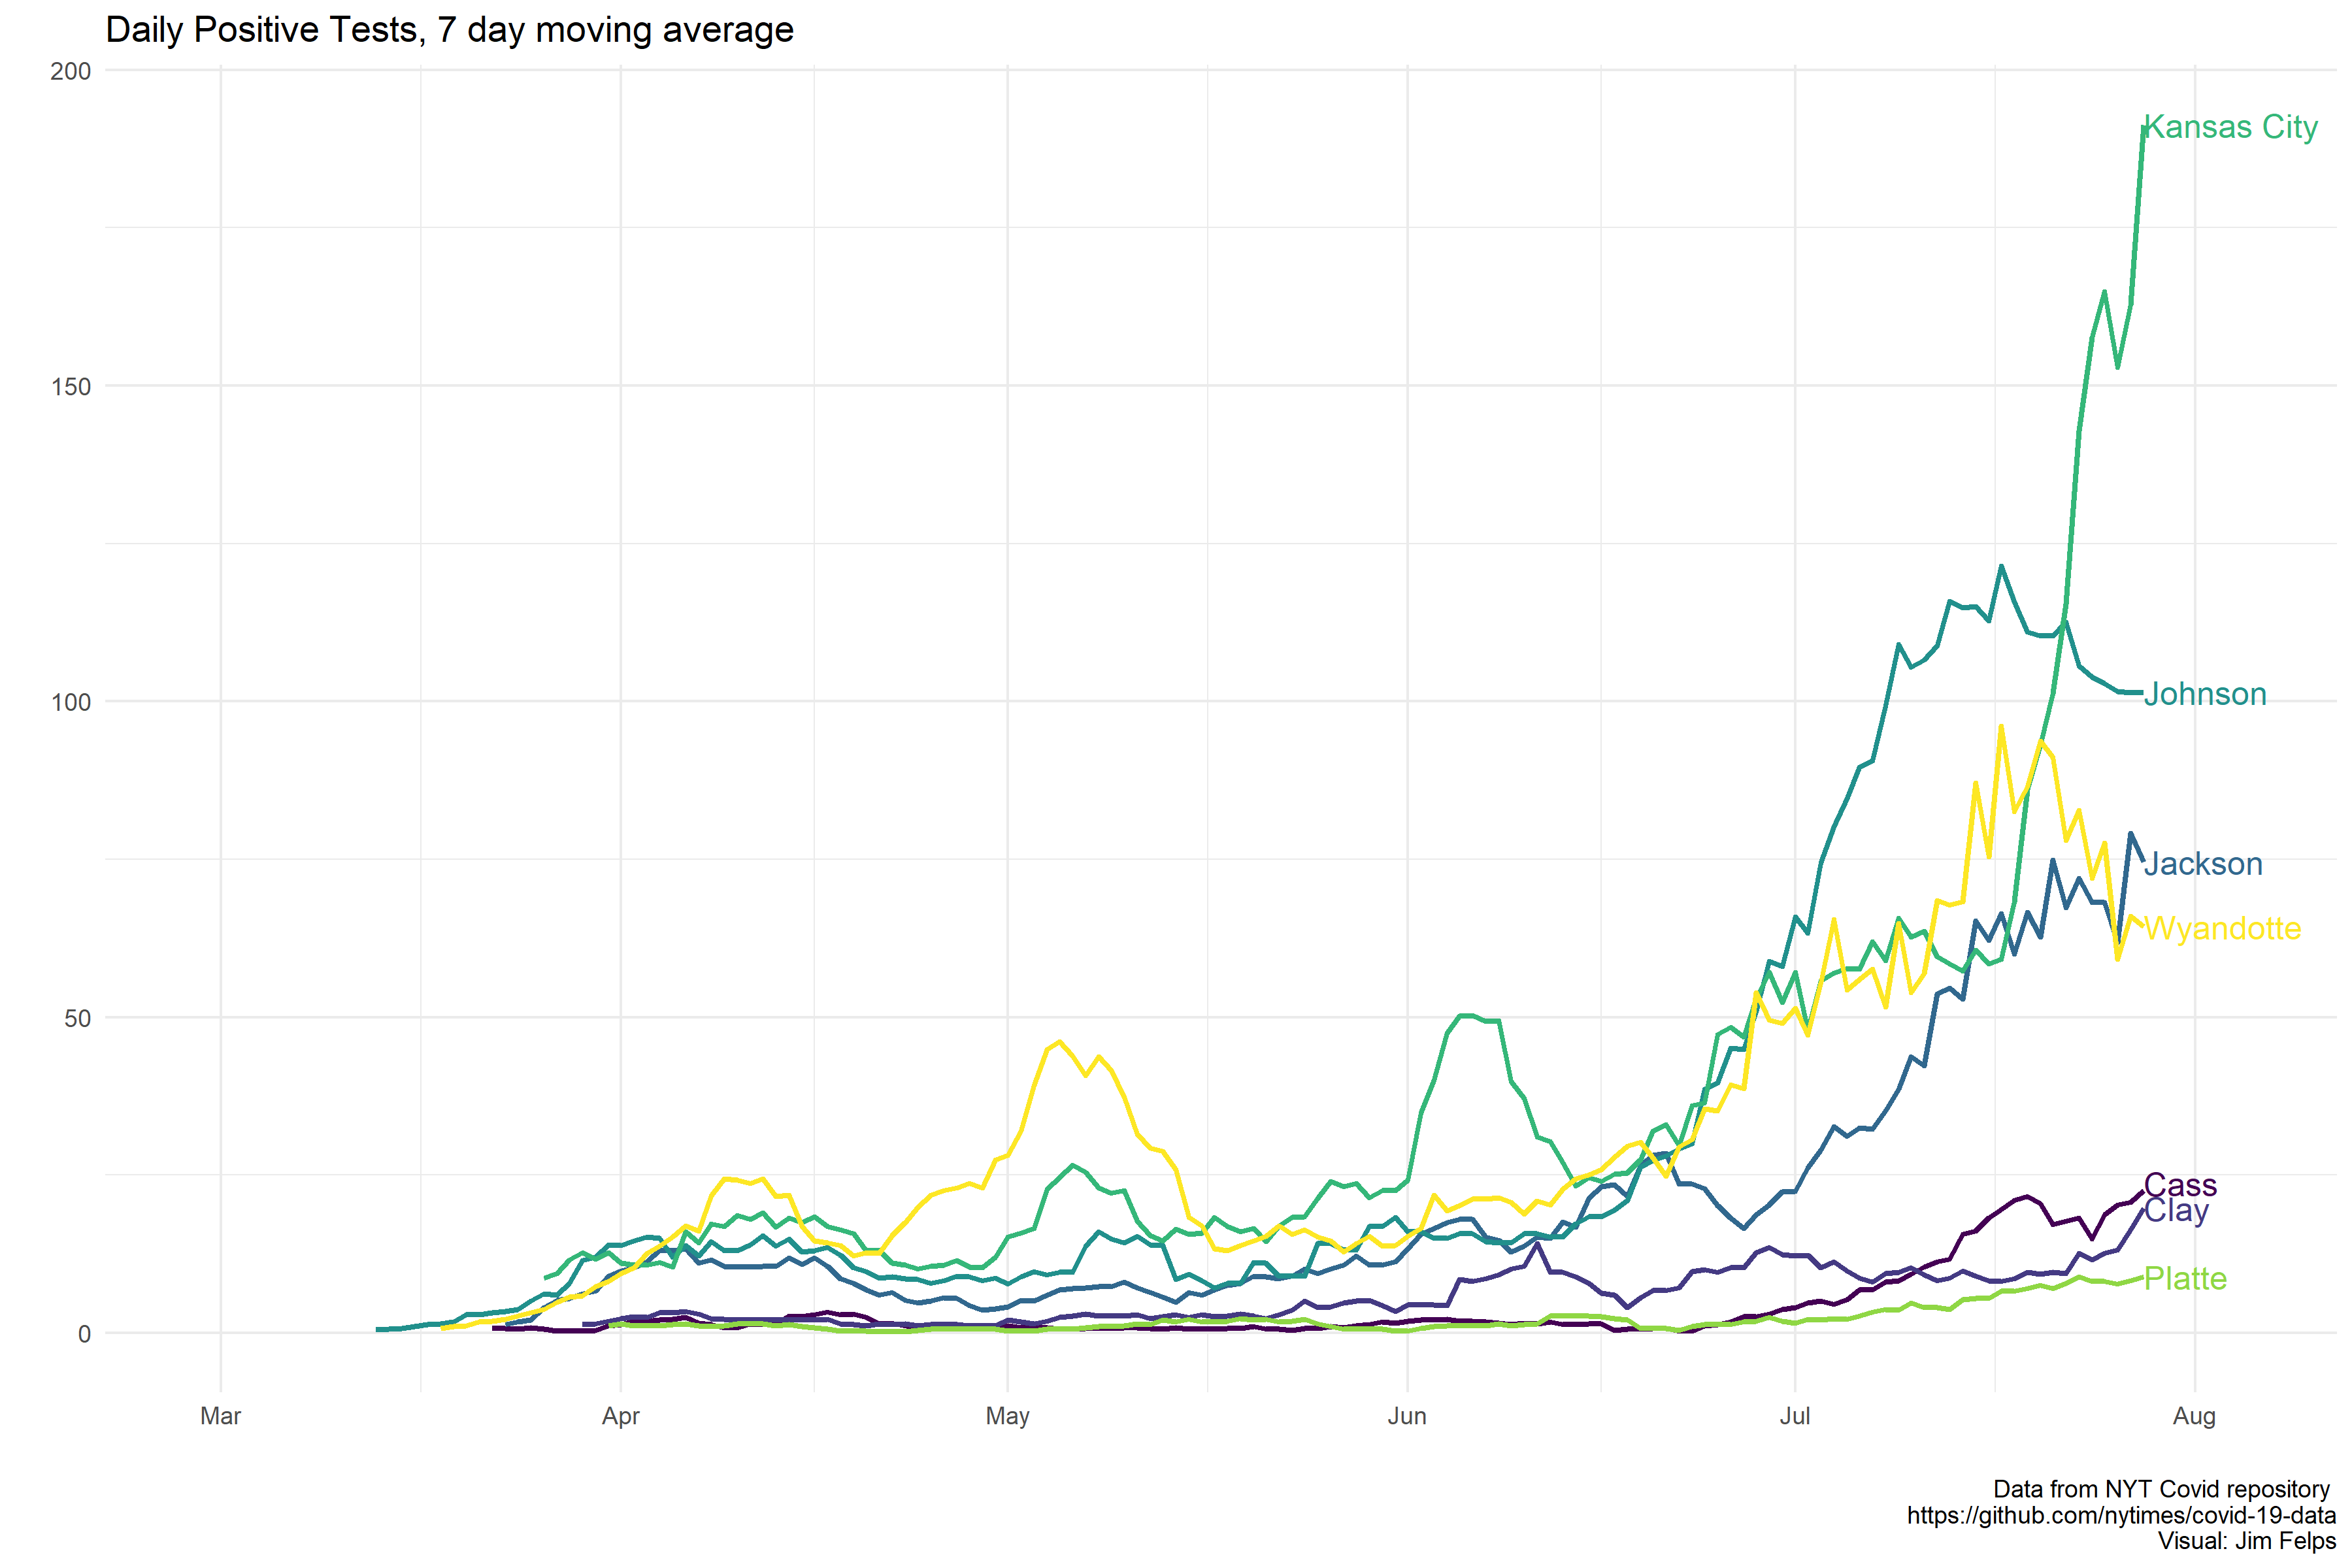 Daily Positive Tests, 7 day moving average
200
150
100
50
0
Kansas City
Johnson
Jackson
Wyandotte
Cass
Clay
Platte
Mar Apr May Jun Jul Aug
Data from NYT Covid repository
https://github.com/nytimes/covid-19-data
Visual: Jim Felps